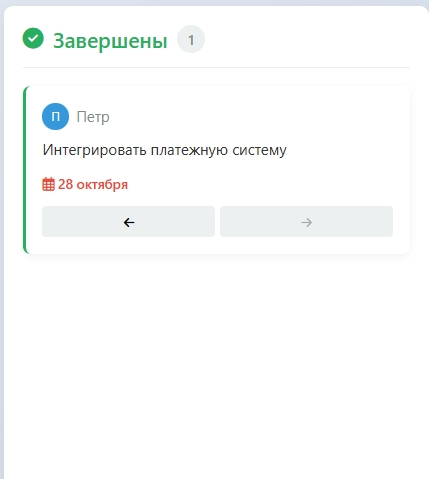 Завершены 1
П Петр
Интегрировать платежную систему
28 октября
← →